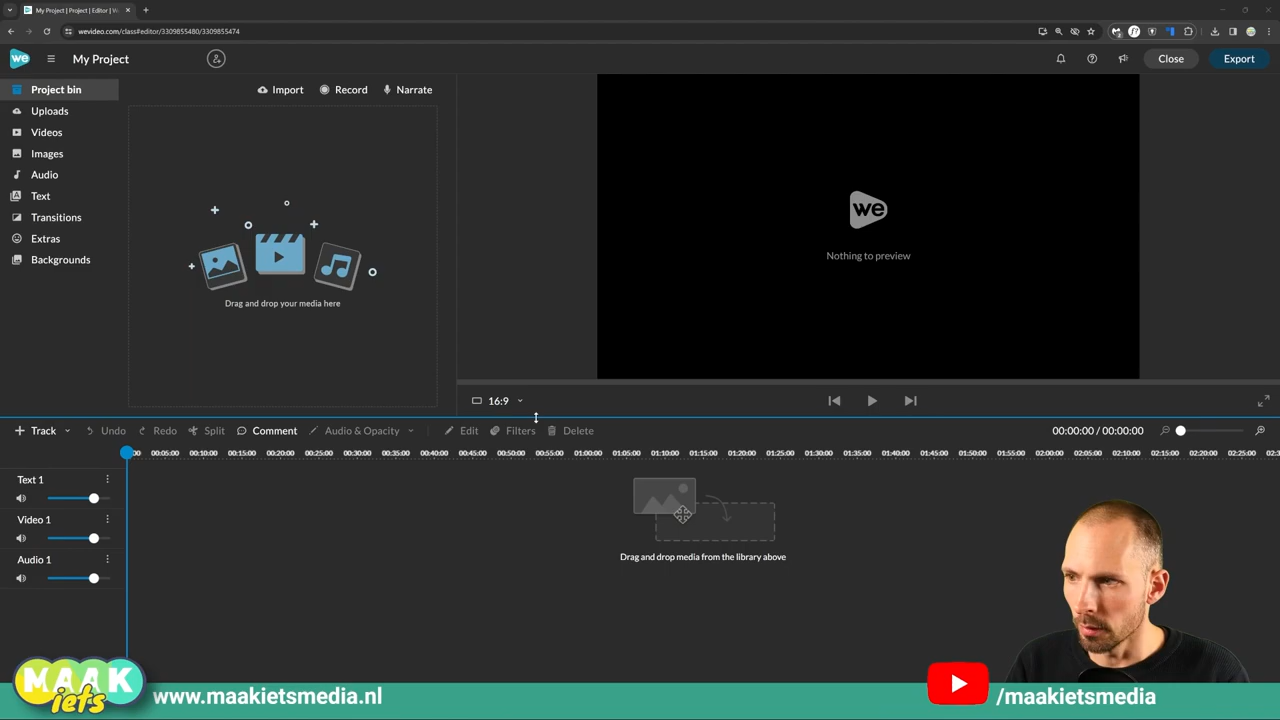 My Project | Project | Editor | W
wevideo.com/class#editor/3309855480/3309855474
we
My Project
Close
Export
Project bin
Import
Record
Narrate
Uploads
Videos
Images
Audio
Text
Transitions
Extras
Backgrounds
Drag and drop your media here
we
Nothing to preview
16:9
Track
Undo
Redo
Split
Comment
Audio & Opacity
Edit
Filters
Delete
00:00:00 / 00:00:00
:00 00:05:00 00:10:00 00:15:00 00:20:00 00:25:00 00:30:00 00:35:00 00:40:00 00:45:00 00:50:00 00:55:00 01:00:00 01:05:00 01:10:00 01:15:00 01:20:00 01:25:00 01:30:00 01:35:00 01:40:00 01:45:00 01:50:00 01:55:00 02:00:00 02:05:00 02:10:00 02:15:00 02:20:00 02:25:00 02:3
Text 1
Video 1
Audio 1
Drag and drop media from the library above
MAAK
iets
www.maakietsmedia.nl
/maakietsmedia